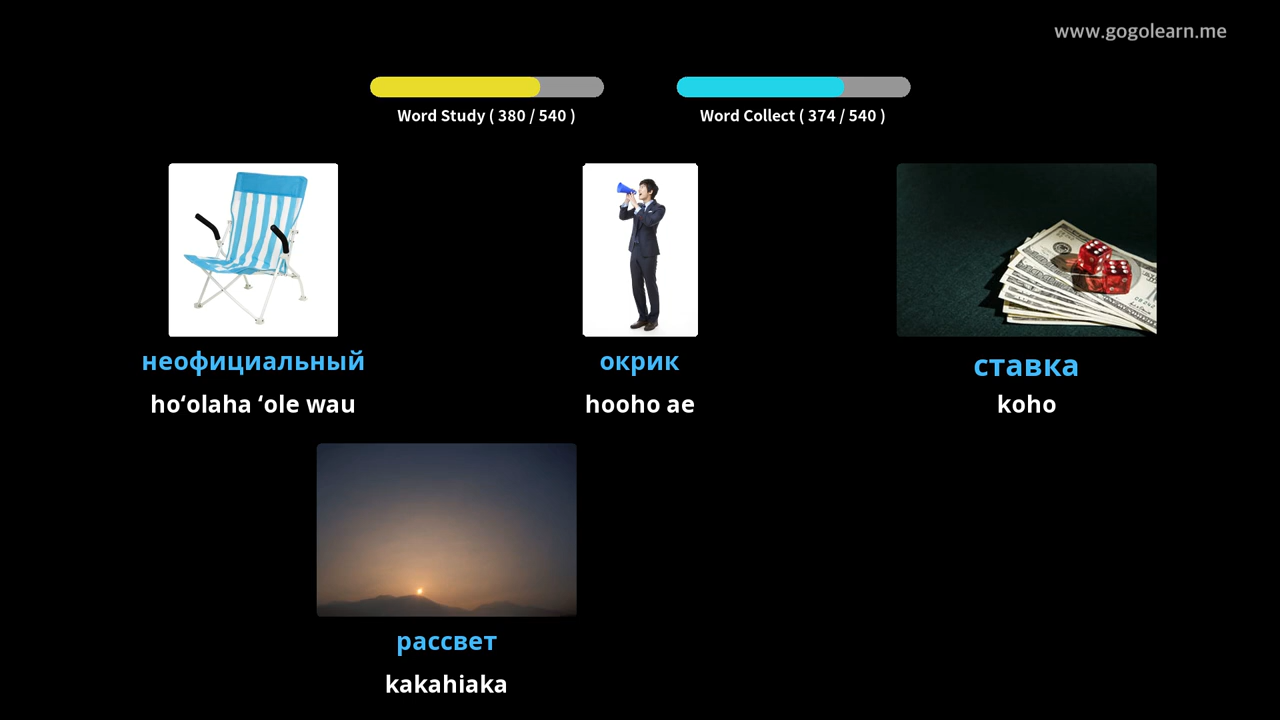 www.gogolearn.me
Word Study ( 380 / 540 )
Word Collect ( 374 / 540 )
неофициальный
hoʻolaha ʻole wau
окрик
hooho ae
ставка
koho
рассвет
kakahiaka